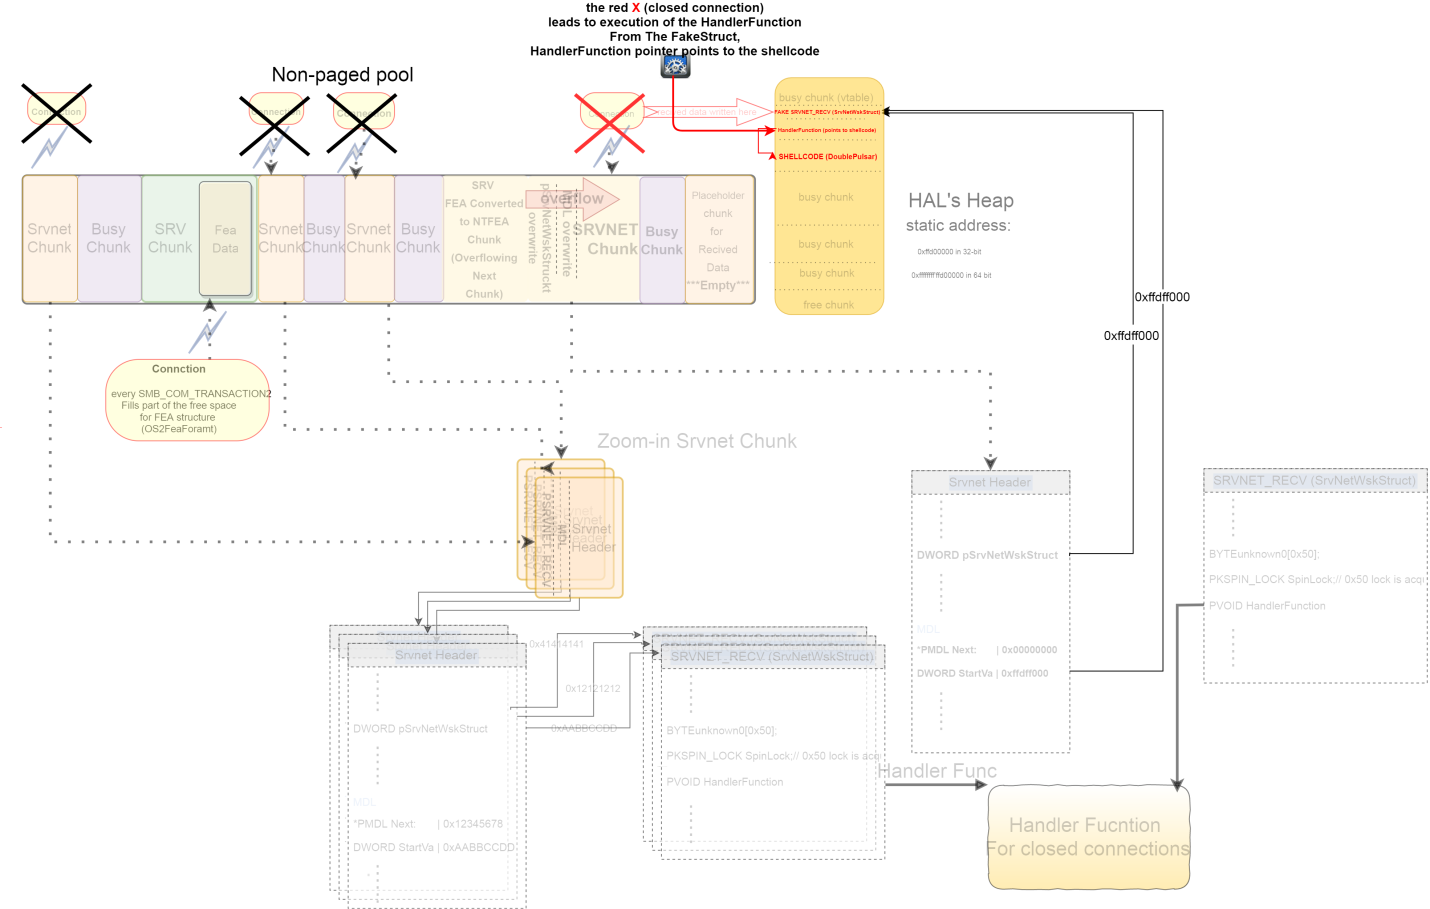 the red X (closed connection)
leads to execution of the HandlerFunction
From The FakeStruct,
HandlerFunction pointer points to the shellcode
Non-paged pool
Connection
Connection
Connection
Connection
data written here
busy chunk (vtable)
FAKE SRVNET_RECV (SrvNetWskStruct)
HandlerFunction (points to shellcode)
SHELLCODE (DoublePulsar)
busy chunk
busy chunk
busy chunk
free chunk
HAL's Heap
static address:
0xffd00000 in 32-bit
0xffffffffffd00000 in 64 bit
Srvnet
Chunk
Busy
Chunk
SRV
Chunk
Fea
Data
Srvnet
Chunk
Busy
Chunk
Srvnet
Chunk
Busy
Chunk
SRV
FEA Converted
to NTFEA
Chunk
(Overflowing
Next
Chunk)
overflow
pSrvNetWskStruckt
overwrite
MDL overwrite
SRVNET
Chunk
Busy
Chunk
Placeholder
chunk
for
Recived
Data
***Empty***
0xffdff000
0xffdff000
Connction
every SMB_COM_TRANSACTION2
Fills part of the free space
for FEA structure
(OS2FeaForamt)
Zoom-in Srvnet Chunk
PSRVNET_RECV
MDL
Srvnet
Header
Srvnet Header
DWORD pSrvNetWskStruct
MDL
*PMDL Next: | 0x00000000
DWORD StartVa | 0xffdff000
SRVNET_RECV (SrvNetWskStruct)
BYTEunknown0[0x50];
PKSPIN_LOCK SpinLock;// 0x50 lock is acqu
PVOID HandlerFunction
Srvnet Header
DWORD pSrvNetWskStruct
MDL
*PMDL Next: | 0x12345678
DWORD StartVa | 0xAABBCCDD
0x41414141
0x12121212
0xAABBCCDD
SRVNET_RECV (SrvNetWskStruct)
BYTEunknown0[0x50];
PKSPIN_LOCK SpinLock;// 0x50 lock is acqu
PVOID HandlerFunction
Handler Func
Handler Fucntion
For closed connections